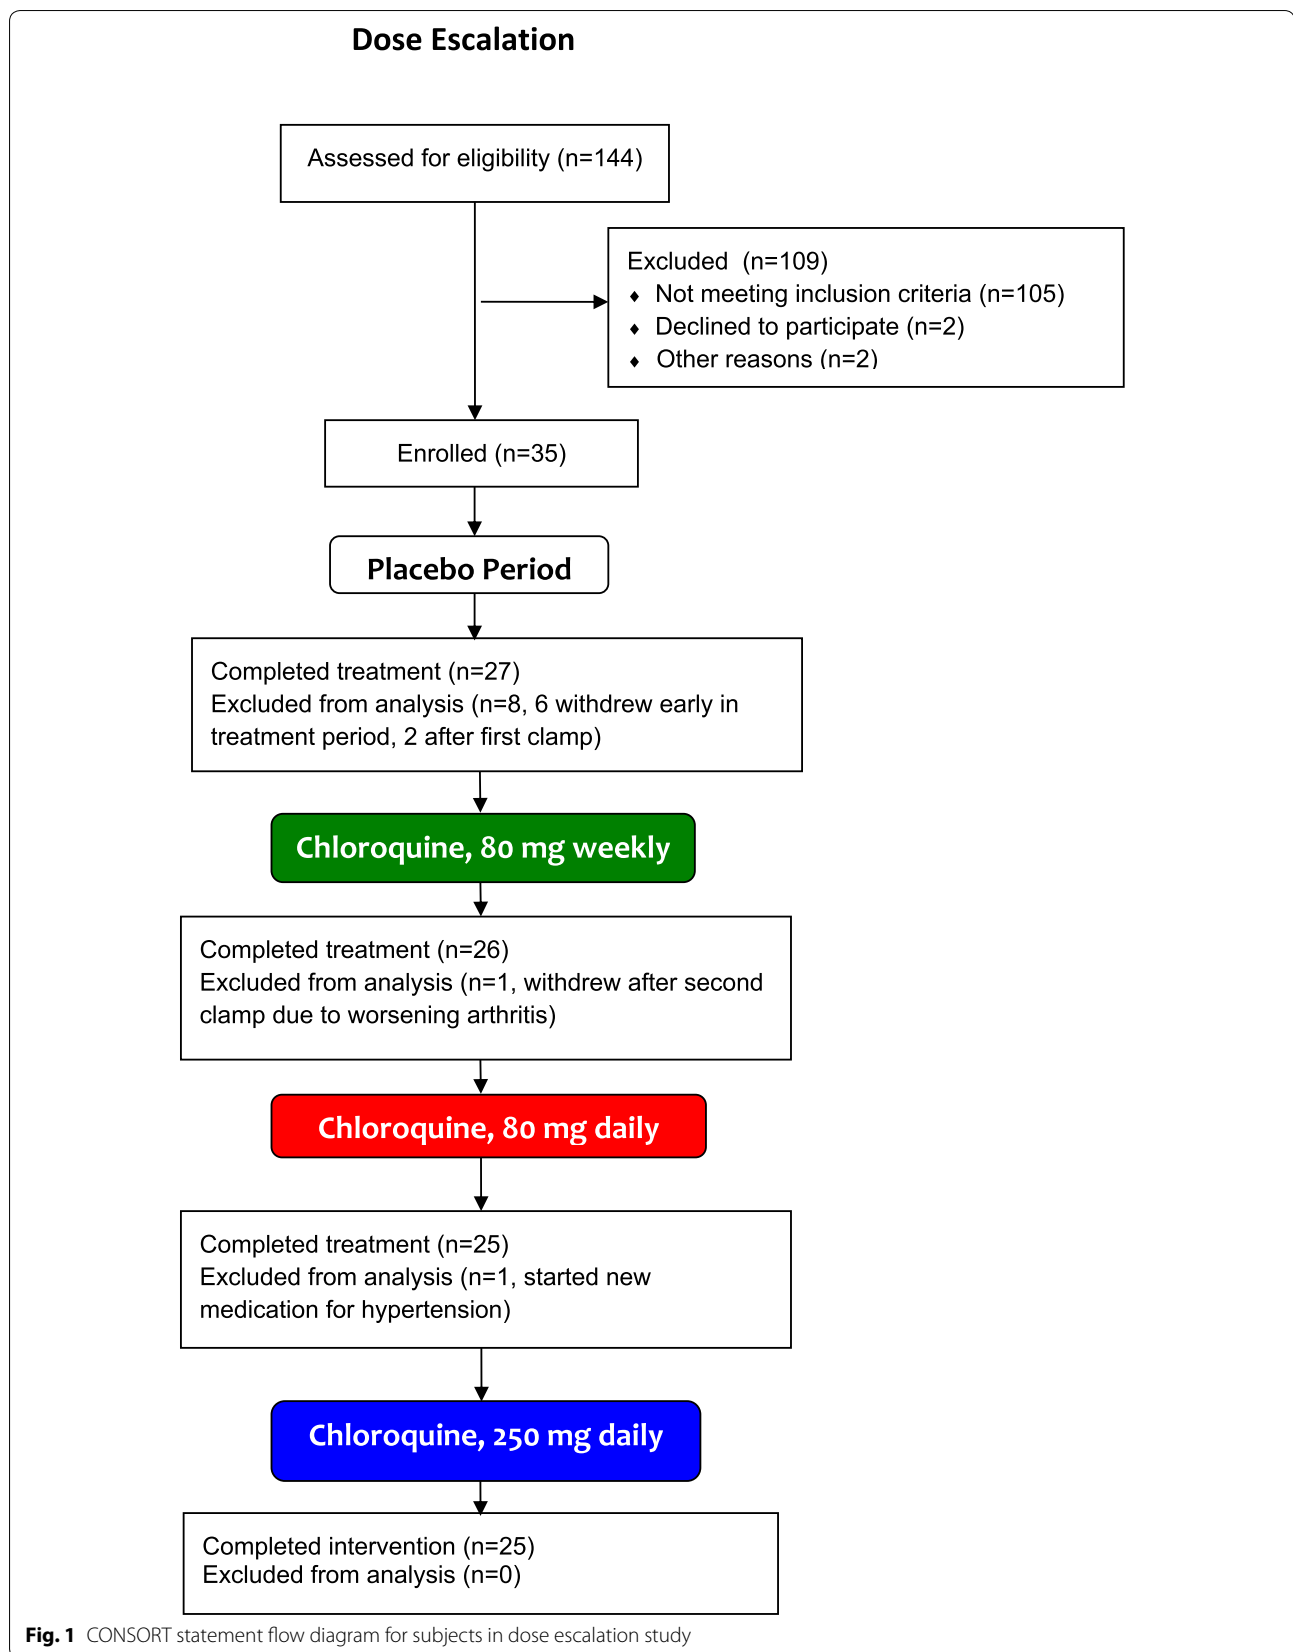 Dose Escalation
Assessed for eligibility (n=144)
Excluded (n=109)
♦ Not meeting inclusion criteria (n=105)
♦ Declined to participate (n=2)
♦ Other reasons (n=2)
Enrolled (n=35)
Placebo Period
Completed treatment (n=27)
Excluded from analysis (n=8, 6 withdrew early in
treatment period, 2 after first clamp)
Chloroquine, 80 mg weekly
Completed treatment (n=26)
Excluded from analysis (n=1, withdrew after second
clamp due to worsening arthritis)
Chloroquine, 80 mg daily
Completed treatment (n=25)
Excluded from analysis (n=1, started new
medication for hypertension)
Chloroquine, 250 mg daily
Completed intervention (n=25)
Excluded from analysis (n=0)
Fig. 1 CONSORT statement flow diagram for subjects in dose escalation study